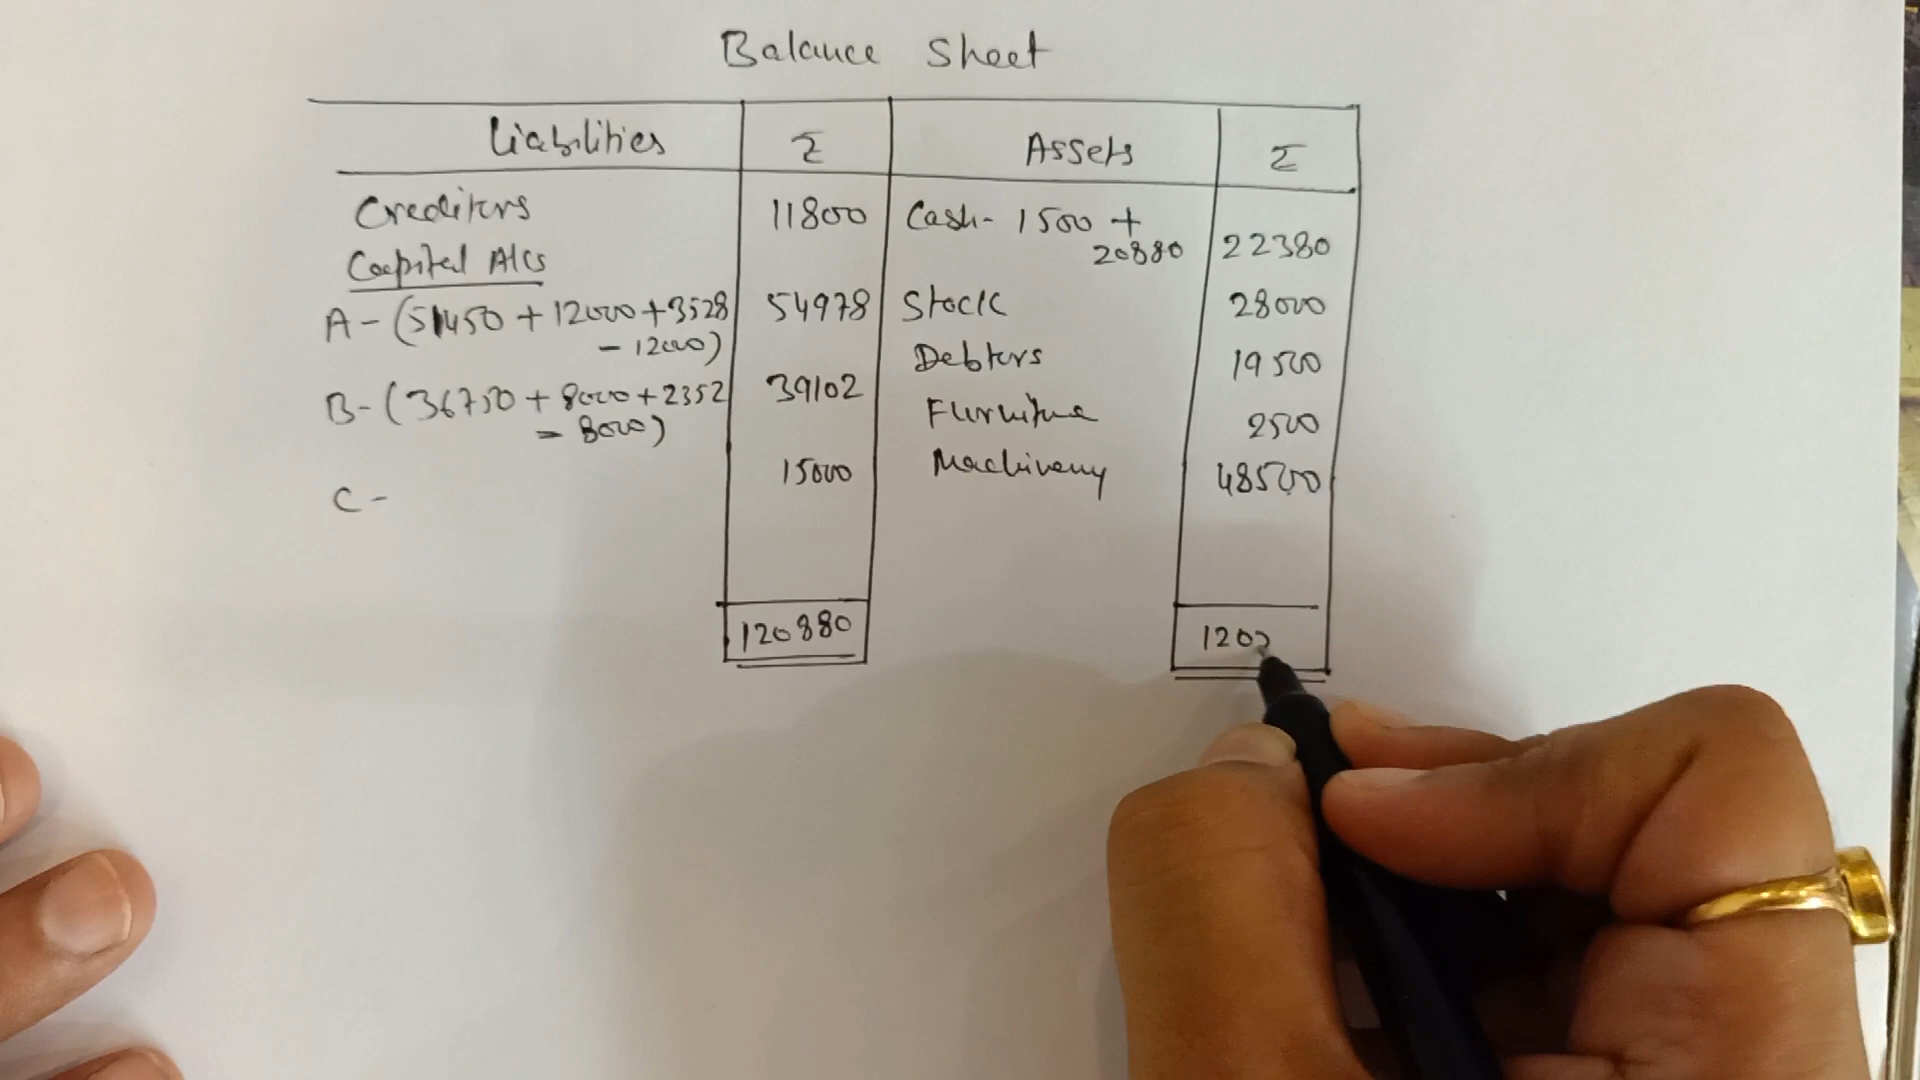 Balance Sheet
Liabilities ₹ Assets ₹
Creditors 11800 Cash- 1500 +
20880 22380
Capital A/cs
A - (51450 + 12000 + 3528 54978 Stock 28000
- 12000)
Debtors 19500
B - (36750 + 8000 + 2352 39102
- 8000)
Furniture 2500
15000 Machinery 48500
C -
120880 120